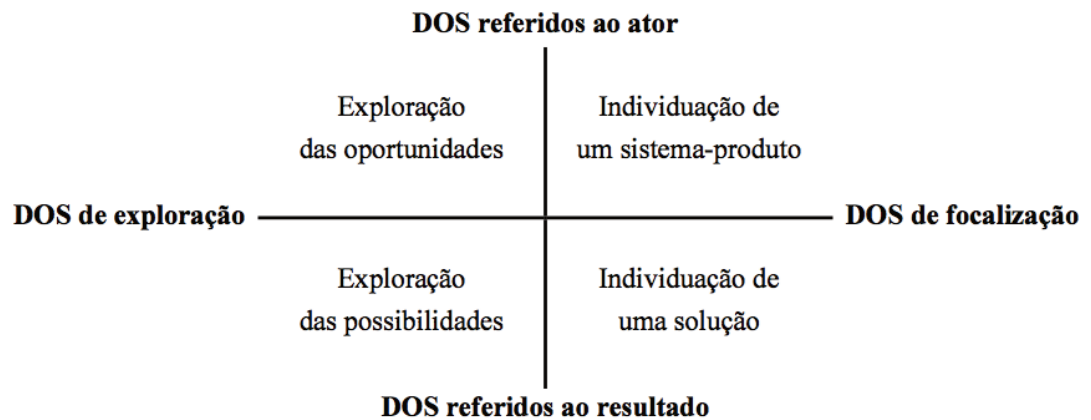 DOS referidos ao ator
Exploração
das oportunidades
Individuação de
um sistema-produto
DOS de exploração
DOS de focalização
Exploração
das possibilidades
Individuação de
uma solução
DOS referidos ao resultado